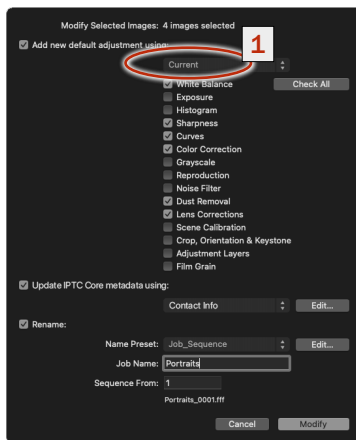 Modify Selected Images: 4 images selected
Add new default adjustment using:
1
Current
White Balance
Check All
Exposure
Histogram
Sharpness
Curves
Color Correction
Grayscale
Reproduction
Noise Filter
Dust Removal
Lens Corrections
Scene Calibration
Crop, Orientation & Keystone
Adjustment Layers
Film Grain
Update IPTC Core metadata using:
Contact Info
Edit...
Rename:
Name Preset: Job_Sequence
Edit...
Job Name: Portraits
Sequence From: 1
Portraits_0001.fff
Cancel
Modify